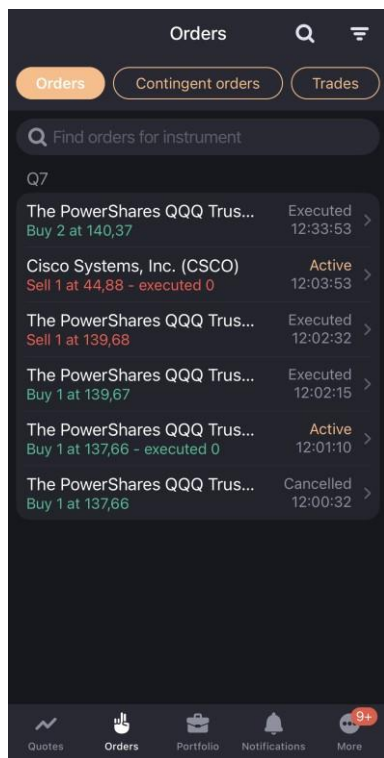 Orders
Orders
Contingent orders
Trades
Find orders for instrument
Q7
The PowerShares QQQ Trus... Executed
Buy 2 at 140,37 12:33:53
Cisco Systems, Inc. (CSCO) Active
Sell 1 at 44,88 - executed 0 12:03:53
The PowerShares QQQ Trus... Executed
Sell 1 at 139,68 12:02:32
The PowerShares QQQ Trus... Executed
Buy 1 at 139,67 12:02:15
The PowerShares QQQ Trus... Active
Buy 1 at 137,66 - executed 0 12:01:10
The PowerShares QQQ Trus... Cancelled
Buy 1 at 137,66 12:00:32
9+
Quotes Orders Portfolio Notifications More